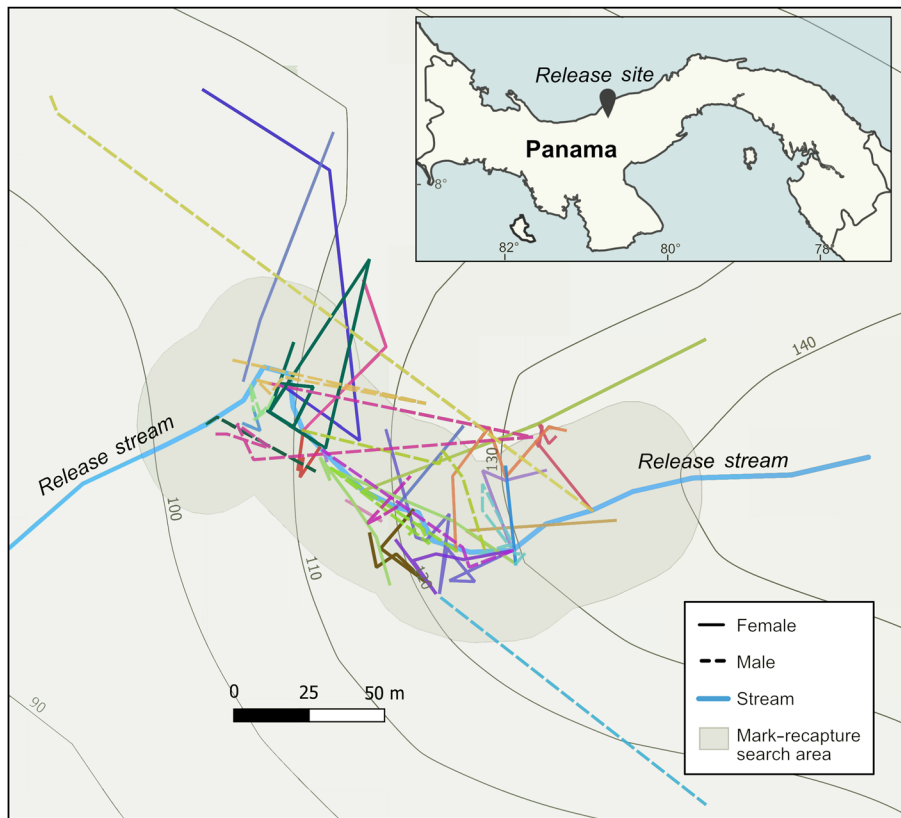 Release site
Panama
8°
82°
80°
78°
140
130
Release stream
Release stream
100
110
120
90
0 25 50 m
Female
Male
Stream
Mark-recapture
search area